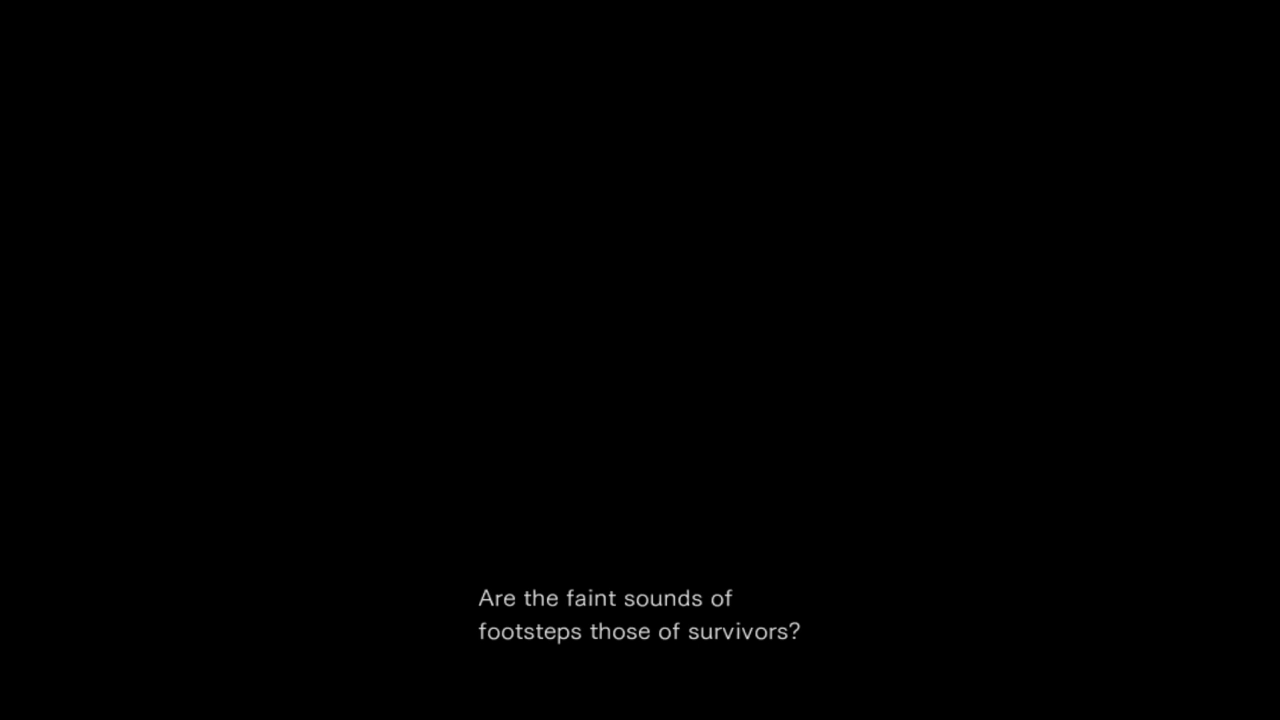 Are the faint sounds of
footsteps those of survivors?